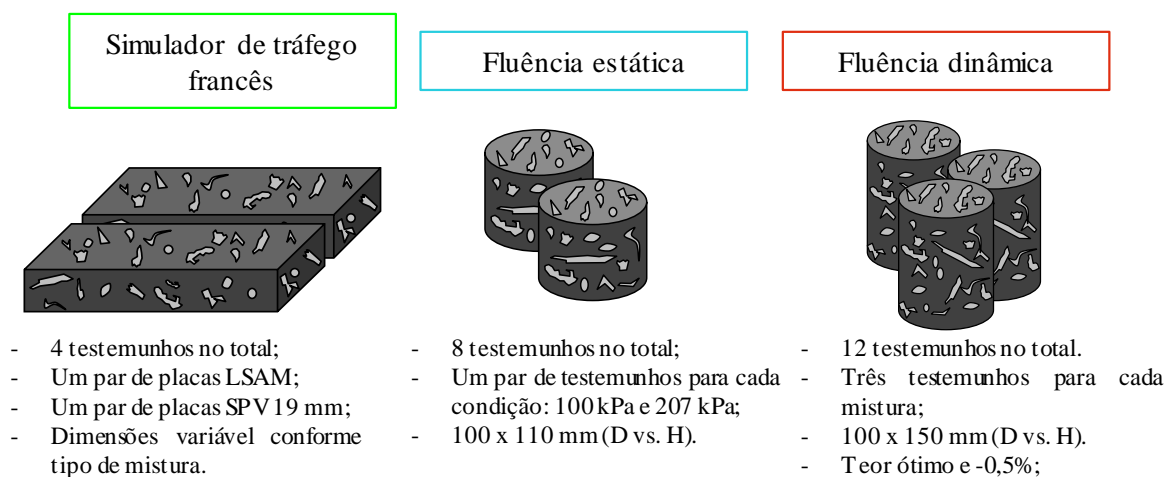 Simulador de tráfego
francês
- 4 testemunhos no total;
- Um par de placas LSAM;
- Um par de placas SPV 19 mm;
- Dimensões variável conforme
tipo de mistura.
Fluência estática
- 8 testemunhos no total;
- Um par de testemunhos para cada
condição: 100 kPa e 207 kPa;
- 100 x 110 mm (D vs. H).
Fluência dinâmica
- 12 testemunhos no total.
- Três testemunhos para cada
mistura;
- 100 x 150 mm (D vs. H).
- Teor ótimo e -0,5%;